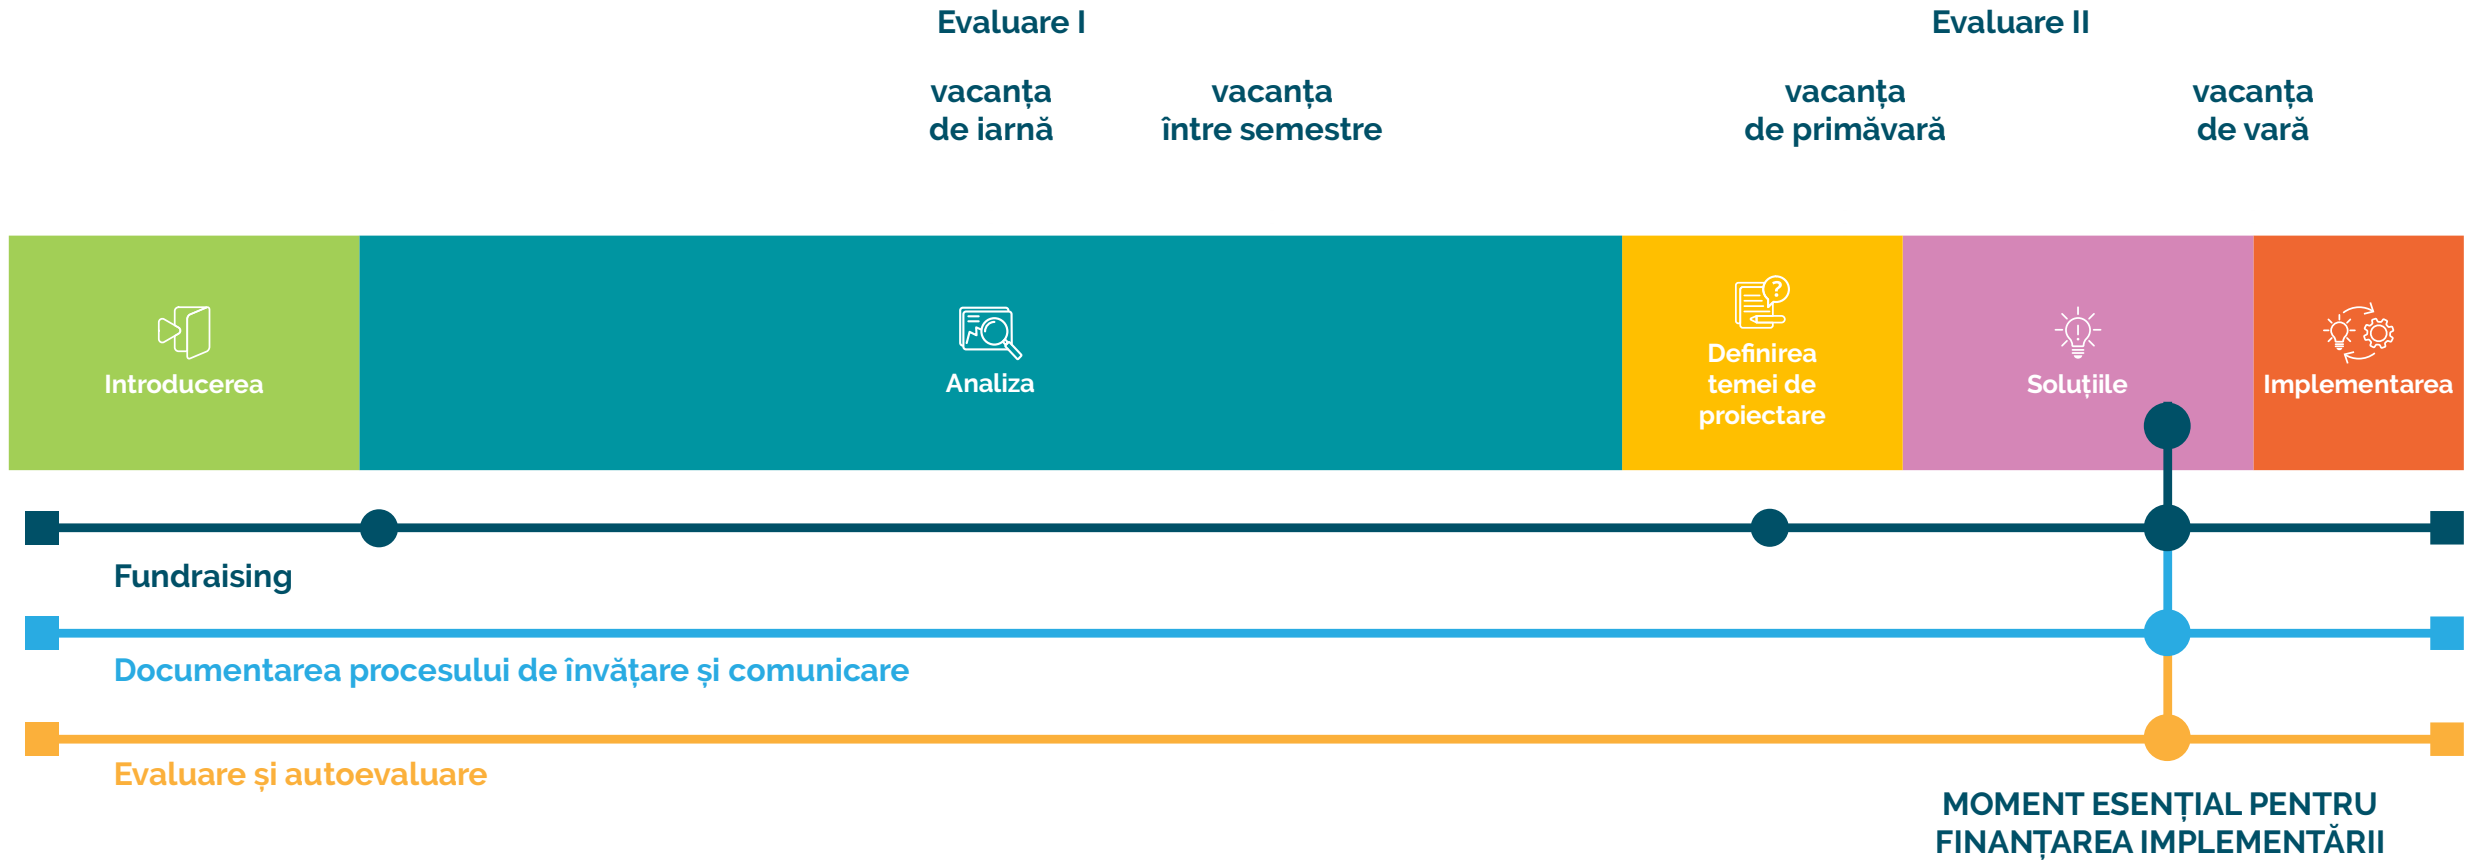 Evaluare I
Evaluare II
vacanța
de iarnă
vacanța
între semestre
vacanța
de primăvară
vacanța
de vară
Introducerea
Analiza
Definirea
temei de
proiectare
Soluțiile
Implementarea
Fundraising
Documentarea procesului de învățare și comunicare
Evaluare și autoevaluare
MOMENT ESENȚIAL PENTRU
FINANȚAREA IMPLEMENTĂRII